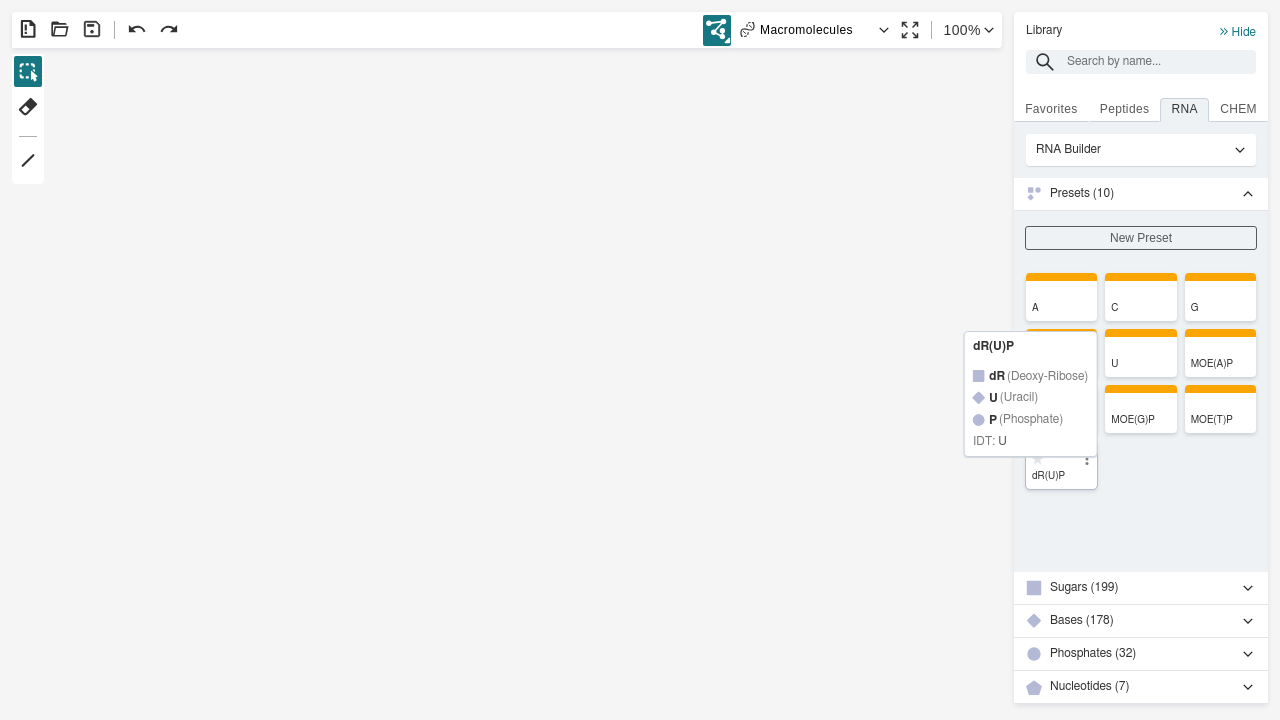 Macromolecules
100%
Library
Hide
Search by name...
Favorites
Peptides
RNA
CHEM
RNA Builder
Presets (10)
New Preset
A
C
G
U
MOE(A)P
MOE(G)P
MOE(T)P
dR(U)P
dR(U)P
dR (Deoxy-Ribose)
U (Uracil)
P (Phosphate)
IDT: U
Sugars (199)
Bases (178)
Phosphates (32)
Nucleotides (7)